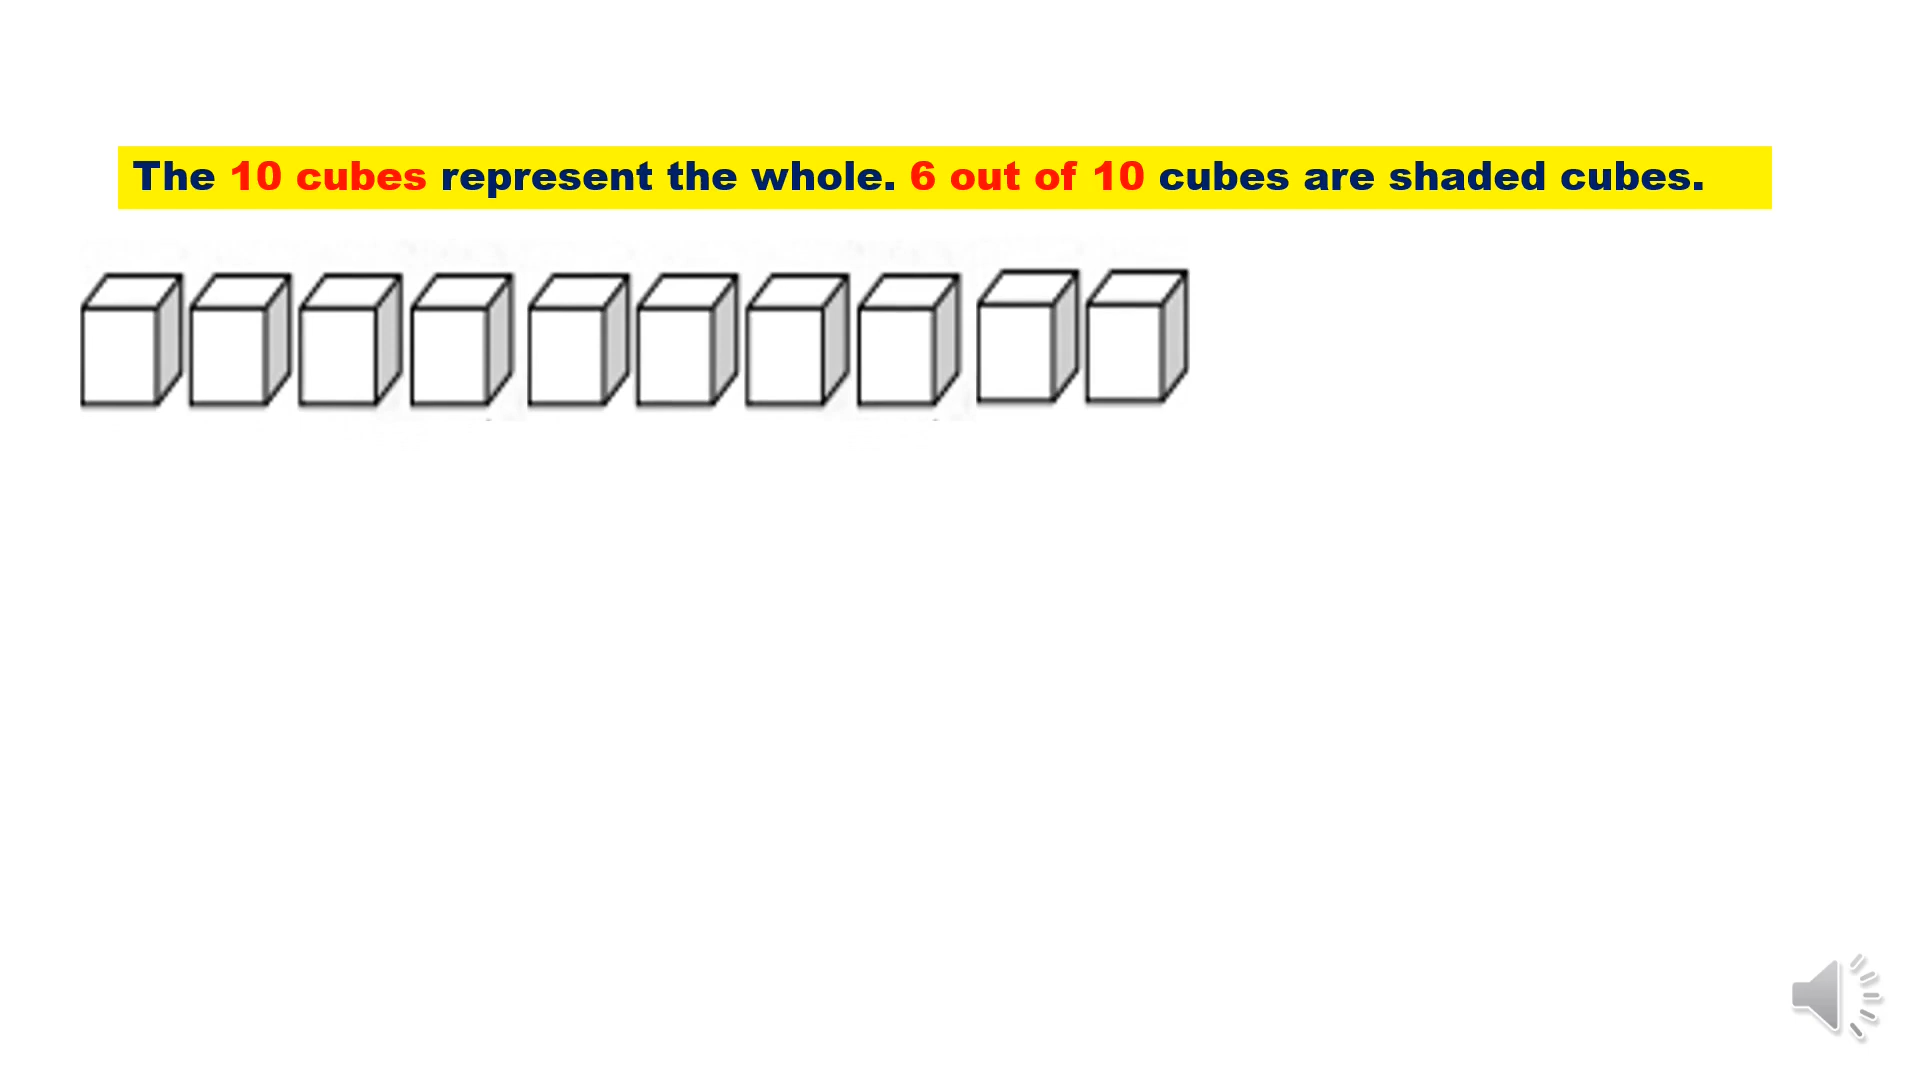 The 10 cubes represent the whole. 6 out of 10 cubes are shaded cubes.